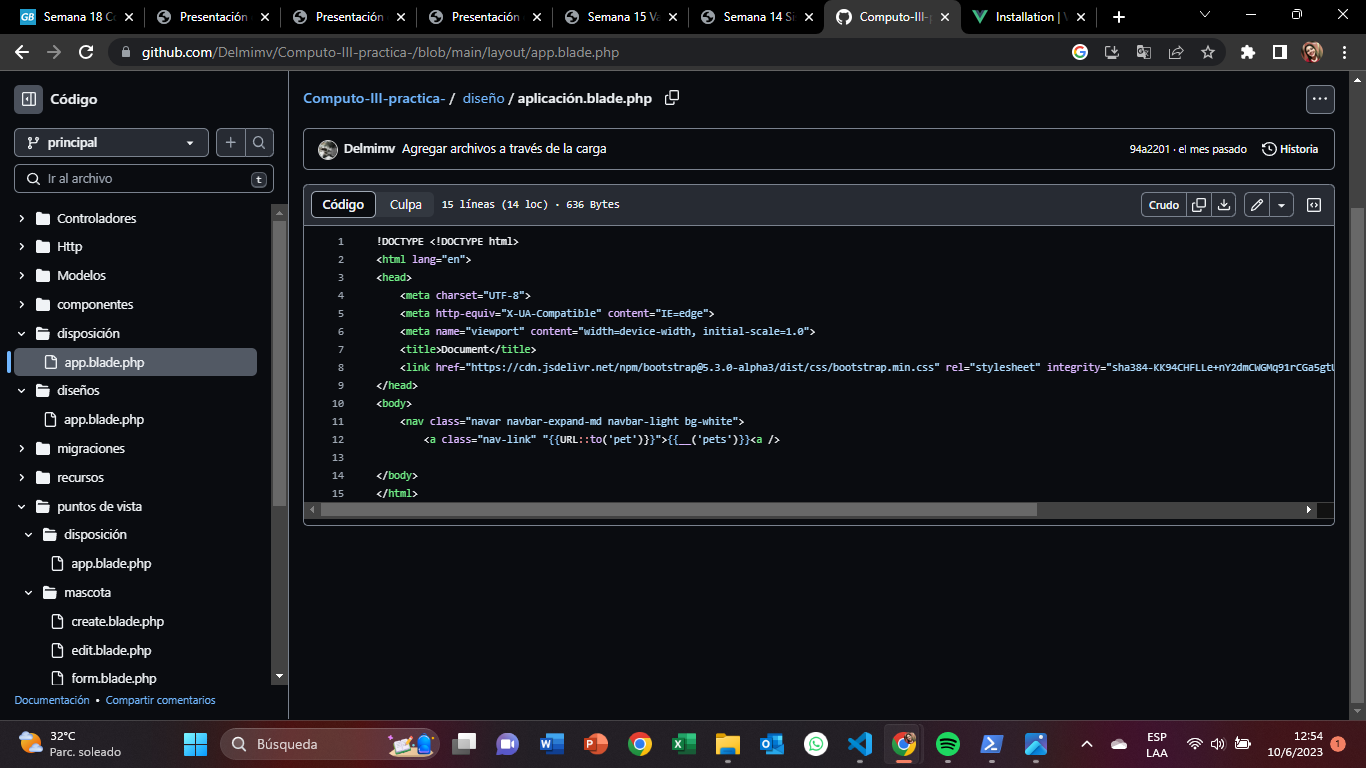 Semana 18 Co
Presentación
Presentación
Presentación
Semana 15 Va
Semana 14 Si
Computo-III-p
Installation | V
github.com/Delmimv/Computo-III-practica-/blob/main/layout/app.blade.php
Código
principal
Ir al archivo
t
Controladores
Http
Modelos
componentes
disposición
app.blade.php
diseños
app.blade.php
migraciones
recursos
puntos de vista
disposición
app.blade.php
mascota
create.blade.php
edit.blade.php
form.blade.php
Documentación • Compartir comentarios
Computo-III-practica- / diseño / aplicación.blade.php
Delmimv Agregar archivos a través de la carga
94a2201 · el mes pasado
Historia
Código
Culpa
15 líneas (14 loc) · 636 Bytes
Crudo
1 !DOCTYPE <!DOCTYPE html>
2 <html lang="en">
3 <head>
4 <meta charset="UTF-8">
5 <meta http-equiv="X-UA-Compatible" content="IE=edge">
6 <meta name="viewport" content="width=device-width, initial-scale=1.0">
7 <title>Document</title>
8 <link href="https://cdn.jsdelivr.net/npm/bootstrap@5.3.0-alpha3/dist/css/bootstrap.min.css" rel="stylesheet" integrity="sha384-KK94CHFLLe+nY2dmCWGMq91rCGa5gtU
9 </head>
10 <body>
11 <nav class="navar navbar-expand-md navbar-light bg-white">
12 <a class="nav-link" "{{URL::to('pet')}}">{{__('pets')}}<a />
13
14 </body>
15 </html>
32°C
Parc. soleado
Búsqueda
ESP
LAA
12:54
10/6/2023
1